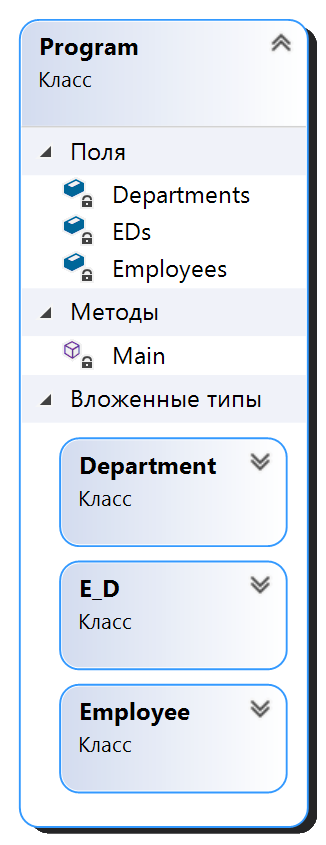 Program
Класс
Поля
Departments
EDs
Employees
Методы
Main
Вложенные типы
Department
Класс
E_D
Класс
Employee
Класс